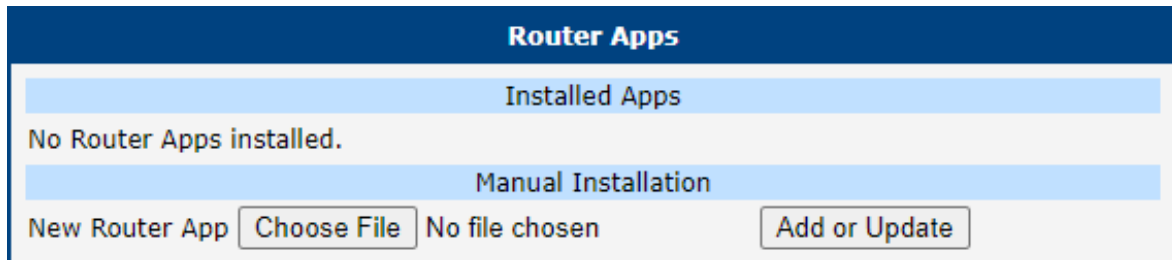 Router Apps
Installed Apps
No Router Apps installed.
Manual Installation
New Router App Choose File No file chosen Add or Update